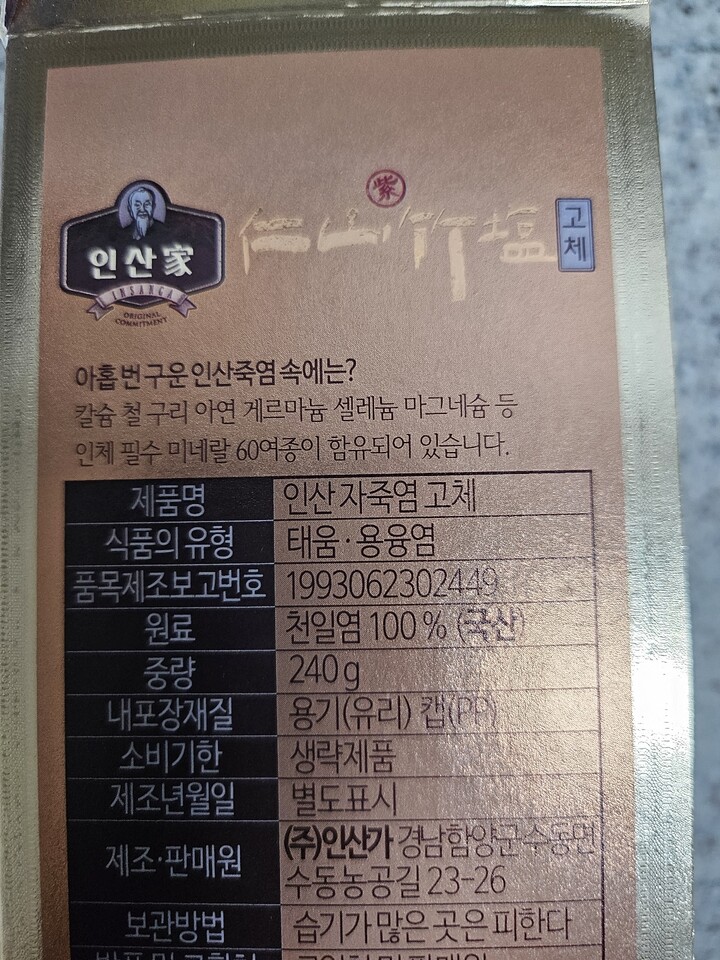 紫
仁山竹塩 고체
인산家
INSANGA
ORIGINAL
COMMITMENT
아홉 번 구운 인산죽염 속에는?
칼슘 철 구리 아연 게르마늄 셀레늄 마그네슘 등
인체 필수 미네랄 60여종이 함유되어 있습니다.
제품명 인산 자죽염 고체
식품의 유형 태움·용융염
품목제조보고번호 1993062302449
원료 천일염 100 % (국산)
중량 240 g
내포장재질 용기(유리) 캡(PP)
소비기한 생략제품
제조년월일 별도표시
제조·판매원 (주)인산가 경남함양군 수동면
수동농공길 23-26
보관방법 습기가 많은 곳은 피한다